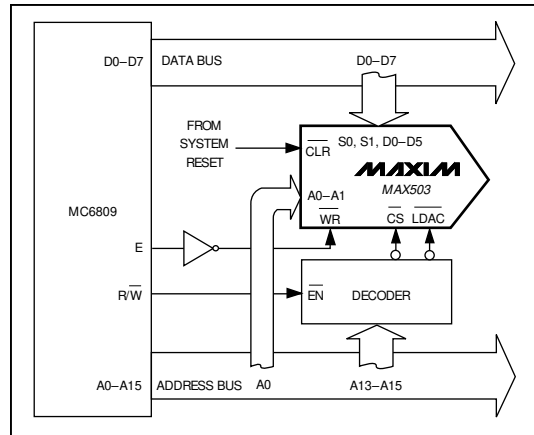 D0–D7 DATA BUS D0–D7
FROM
SYSTEM
RESET
CLR S0, S1, D0–D5
MAXIM
MAX503
A0–A1
MC6809
WR CS LDAC
E
R/W EN DECODER
A0–A15 ADDRESS BUS A0 A13–A15